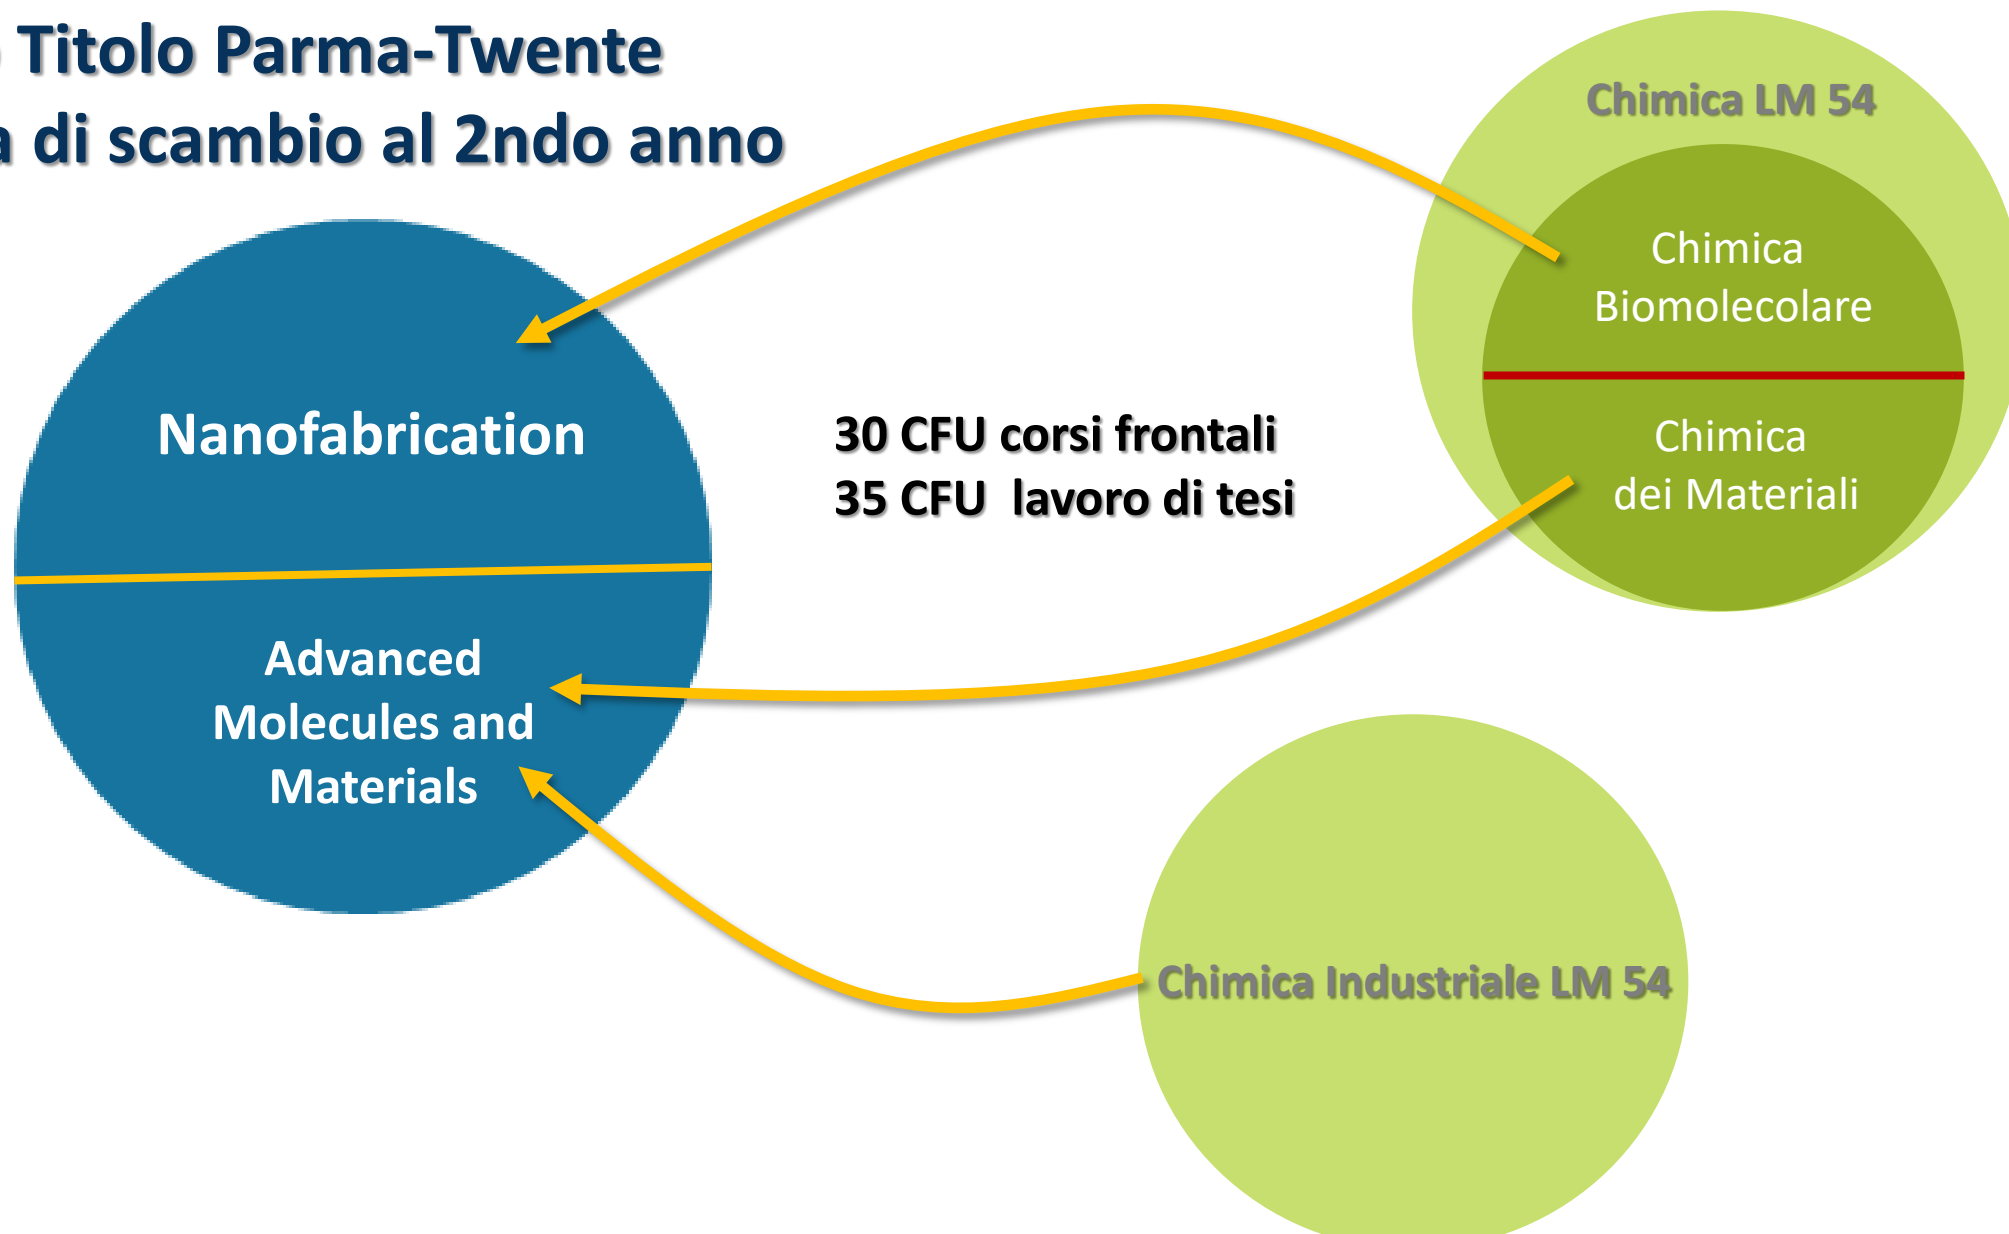 Titolo Parma-Twente
di scambio al 2ndo anno
Chimica LM 54
Chimica
Biomolecolare
Chimica
dei Materiali
Nanofabrication
30 CFU corsi frontali
35 CFU lavoro di tesi
Advanced
Molecules and
Materials
Chimica Industriale LM 54